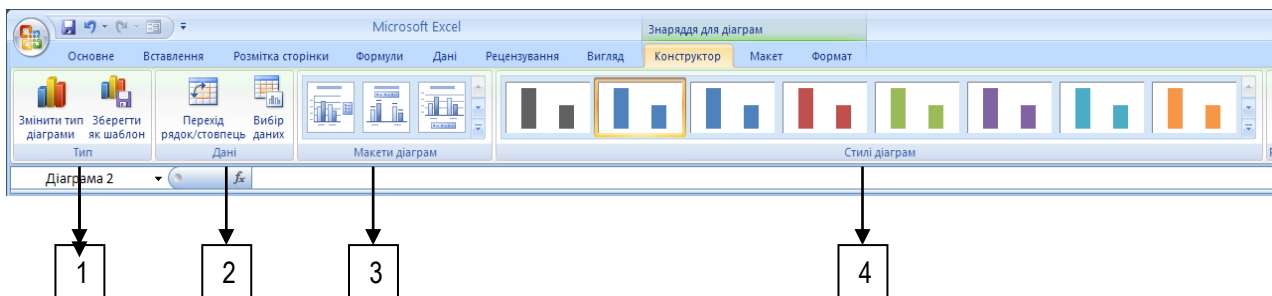 Microsoft Excel
Знаряддя для діаграм
Основне Вставлення Розмітка сторінки Формули Дані Рецензування Вигляд Конструктор Макет Формат
Змінити тип діаграми
Зберегти як шаблон
Перехід рядок/стовпець
Вибір даних
Тип Дані Макети діаграм Стилі діаграм
Діаграма 2 fx
1 2 3 4